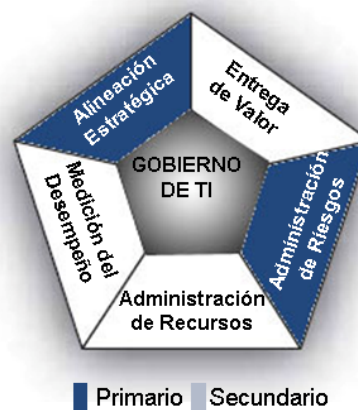 Alineación
Estratégica
Entrega
de Valor
GOBIERNO
DE TI
Medición del
Desempeño
Administración
de Riesgos
Administración
de Recursos
Primario
Secundario